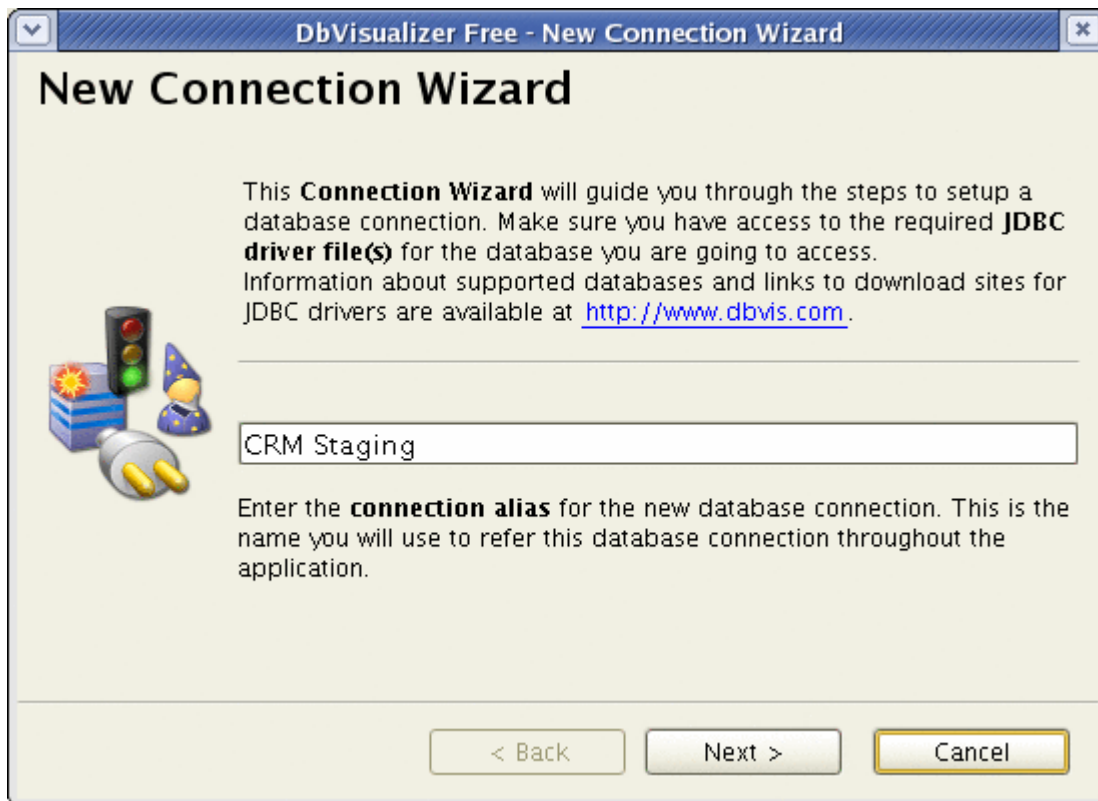 DbVisualizer Free - New Connection Wizard
New Connection Wizard
This Connection Wizard will guide you through the steps to setup a
database connection. Make sure you have access to the required JDBC
driver file(s) for the database you are going to access.
Information about supported databases and links to download sites for
JDBC drivers are available at http://www.dbvis.com.
CRM Staging
Enter the connection alias for the new database connection. This is the
name you will use to refer this database connection throughout the
application.
< Back Next > Cancel